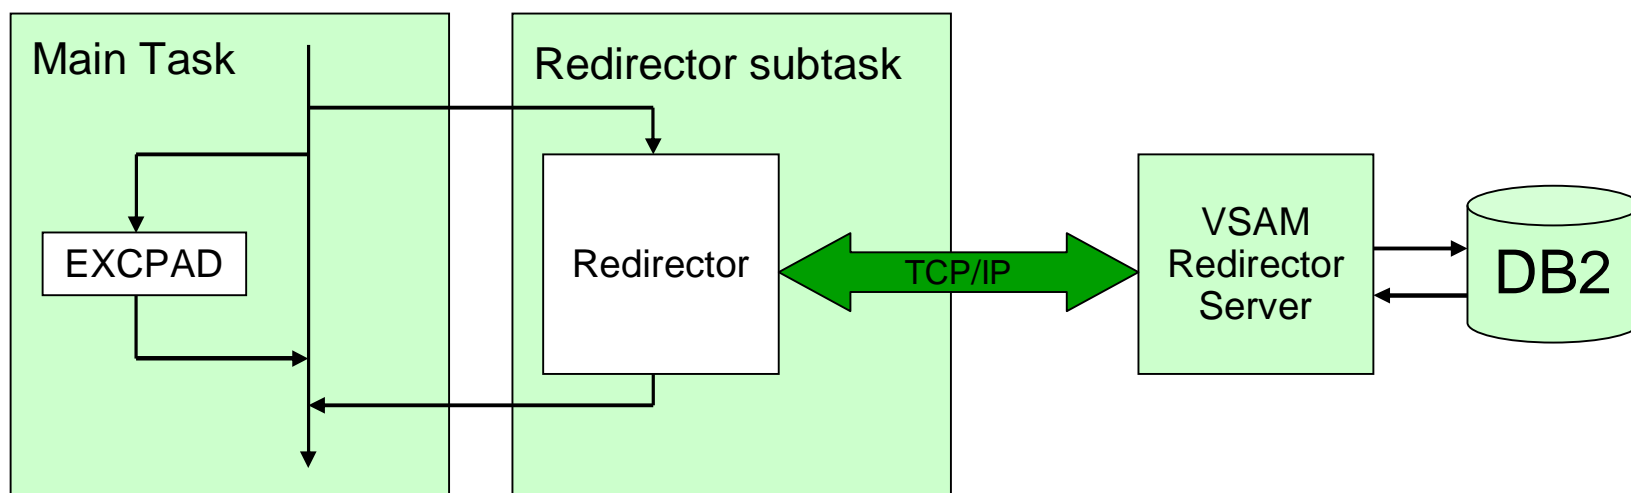 Main Task
Redirector subtask
EXCPAD
Redirector
TCP/IP
VSAM
Redirector
Server
DB2